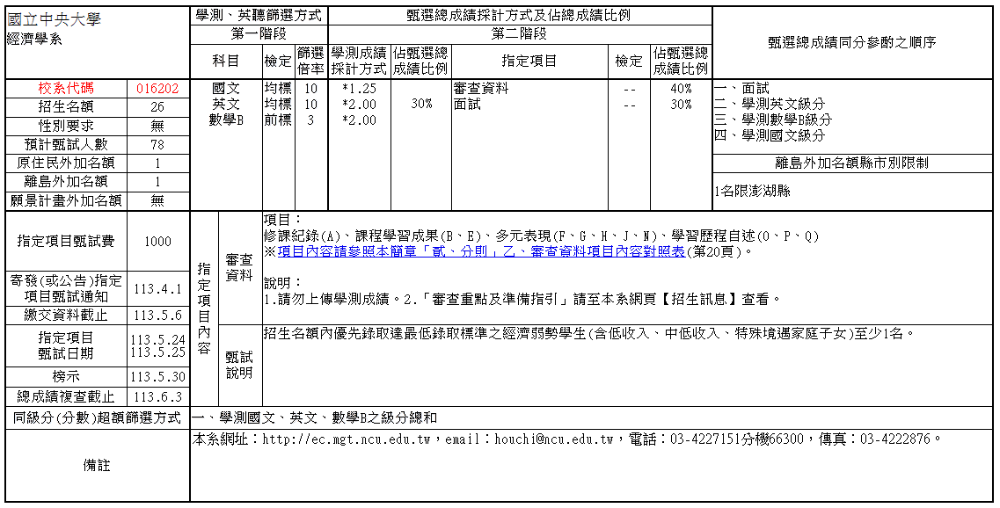 國立中央大學
經濟學系
學測、英聽篩選方式
甄選總成績採計方式及佔總成績比例
甄選總成績同分參酌之順序
第一階段
第二階段
科目
檢定
篩選
倍率
學測成績
採計方式
佔甄選總
成績比例
指定項目
檢定
佔甄選總
成績比例
校系代碼 016202
招生名額 26
性別要求 無
預計甄試人數 78
原住民外加名額 1
離島外加名額 1
願景計畫外加名額 無
國文 均標 10 *1.25
英文 均標 10 *2.00
數學B 前標 3 *2.00
30%
審查資料 -- 40%
面試 -- 30%
一、面試
二、學測英文級分
三、學測數學B級分
四、學測國文級分
離島外加名額縣市別限制
1名限澎湖縣
指定項目甄試費 1000
寄發(或公告)指定
項目甄試通知
113.4.1
繳交資料截止 113.5.6
指定項目
甄試日期
113.5.24
113.5.25
榜示 113.5.30
總成績複查截止 113.6.3
指定項目內容
審查
資料
項目：
修課紀錄(A)、課程學習成果(B、E)、多元表現(F、G、H、J、N)、學習歷程自述(O、P、Q)
※項目內容請參照本簡章「貳、分則」乙、審查資料項目內容對照表(第20頁)。
說明：
1.請勿上傳學測成績。2.「審查重點及準備指引」請至本系網頁【招生訊息】查看。
甄試
說明
招生名額內優先錄取達最低錄取標準之經濟弱勢學生(含低收入、中低收入、特殊境遇家庭子女)至少1名。
同級分(分數)超額篩選方式
一、學測國文、英文、數學B之級分總和
備註
本系網址：http://ec.mgt.ncu.edu.tw，email：houchi@ncu.edu.tw，電話：03-4227151分機66300，傳真：03-4222876。